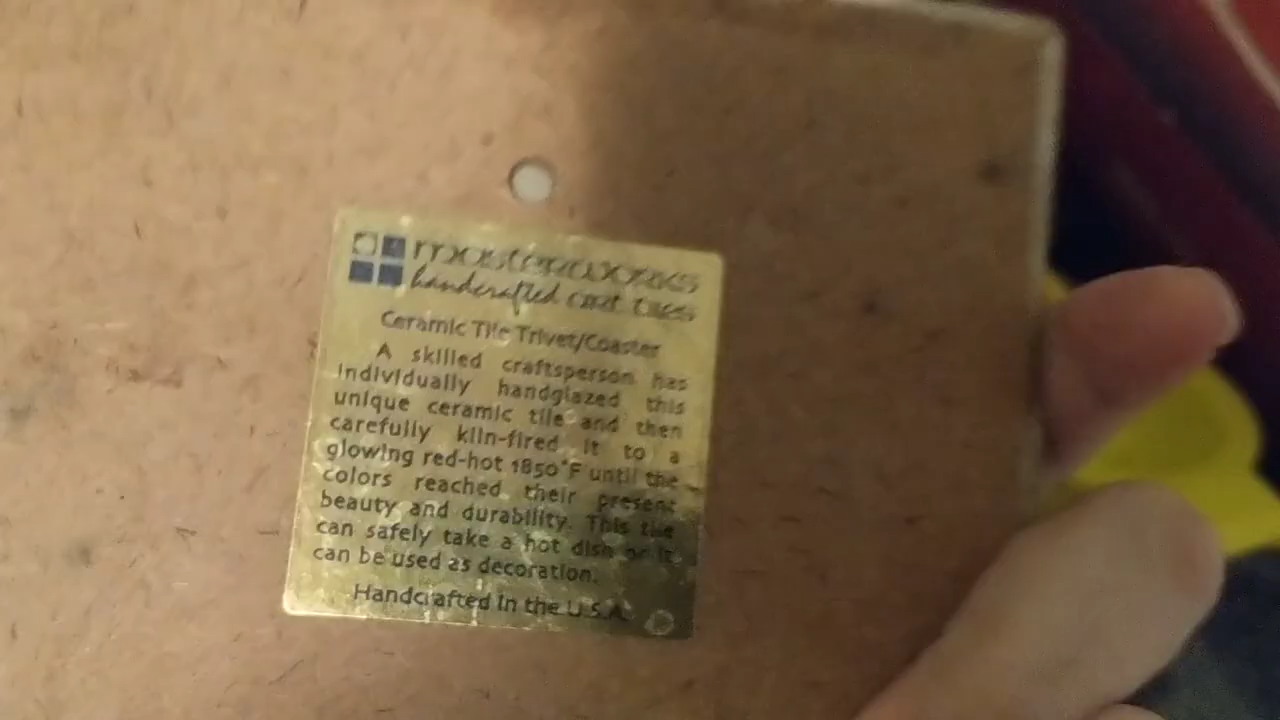 masterworks
handcrafted art tiles
Ceramic Tile Trivet/Coaster
A skilled craftsperson has
individually handglazed this
unique ceramic tile and then
carefully kiln-fired it to a
glowing red-hot 1850°F until the
colors reached their present
beauty and durability. This tile
can safely take a hot dish or it
can be used as decoration.
Handcrafted in the U.S.A.